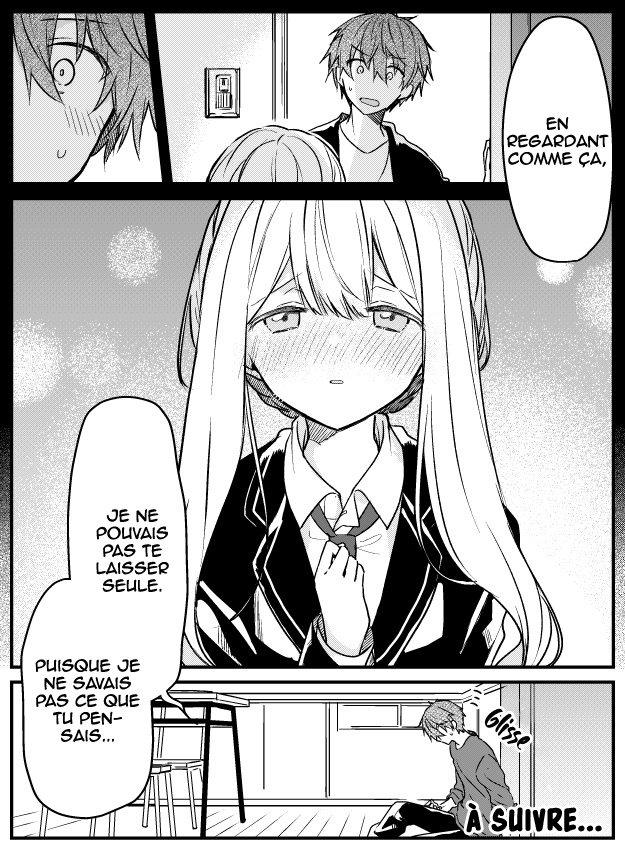 EN
REGARDANT
COMME ÇA,
JE NE
POUVAIS
PAS TE
LAISSER
SEULE.
PUISQUE JE
NE SAVAIS
PAS CE QUE
TU PEN-
SAIS...
Glisse
À SUIVRE...